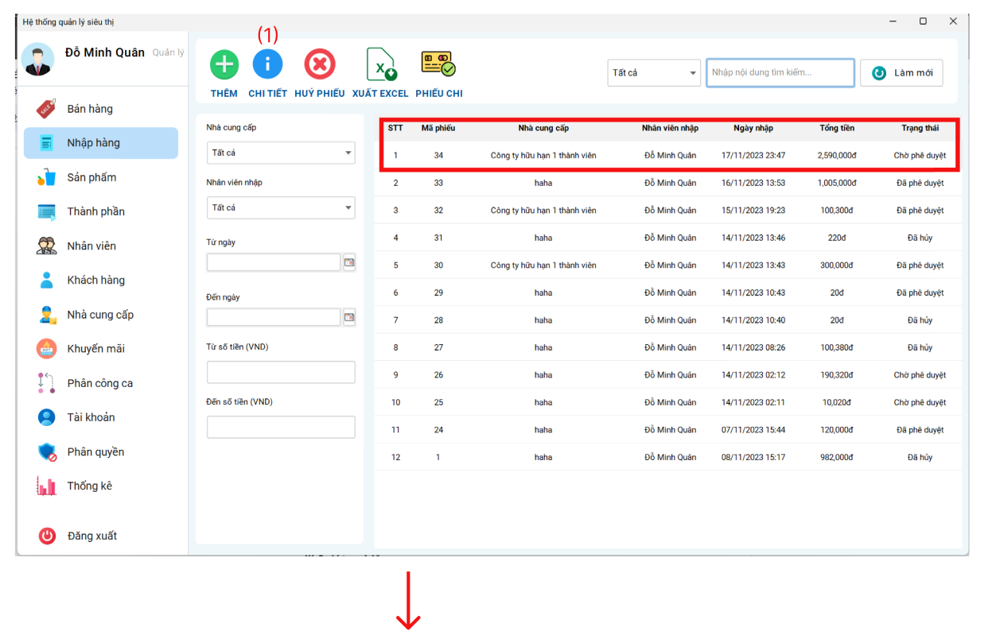 Hệ thống quản lý siêu thị
Đỗ Minh Quân Quản lý
Bán hàng
Nhập hàng
Sản phẩm
Thành phần
Nhân viên
Khách hàng
Nhà cung cấp
Khuyến mãi
Phân công ca
Tài khoản
Phân quyền
Thống kê
Đăng xuất
(1)
THÊM CHI TIẾT HUỶ PHIẾU XUẤT EXCEL PHIẾU CHI
Tất cả Nhập nội dung tìm kiếm... Làm mới
Nhà cung cấp
Tất cả
Nhân viên nhập
Tất cả
Từ ngày
Đến ngày
Từ số tiền (VND)
Đến số tiền (VND)
STT Mã phiếu Nhà cung cấp Nhân viên nhập Ngày nhập Tổng tiền Trạng thái
1 34 Công ty hữu hạn 1 thành viên Đỗ Minh Quân 17/11/2023 23:47 2,590,000đ Chờ phê duyệt
2 33 haha Đỗ Minh Quân 16/11/2023 13:53 1,005,000đ Đã phê duyệt
3 32 Công ty hữu hạn 1 thành viên Đỗ Minh Quân 15/11/2023 19:23 100,300đ Đã phê duyệt
4 31 haha Đỗ Minh Quân 14/11/2023 13:46 220đ Đã hủy
5 30 Công ty hữu hạn 1 thành viên Đỗ Minh Quân 14/11/2023 13:43 300,000đ Đã phê duyệt
6 29 haha Đỗ Minh Quân 14/11/2023 10:43 20đ Đã phê duyệt
7 28 haha Đỗ Minh Quân 14/11/2023 10:40 20đ Đã hủy
8 27 haha Đỗ Minh Quân 14/11/2023 08:26 100,380đ Đã hủy
9 26 haha Đỗ Minh Quân 14/11/2023 02:12 190,320đ Chờ phê duyệt
10 25 haha Đỗ Minh Quân 14/11/2023 02:11 10,020đ Chờ phê duyệt
11 24 haha Đỗ Minh Quân 07/11/2023 15:44 120,000đ Đã phê duyệt
12 1 haha Đỗ Minh Quân 08/11/2023 15:17 982,000đ Đã hủy